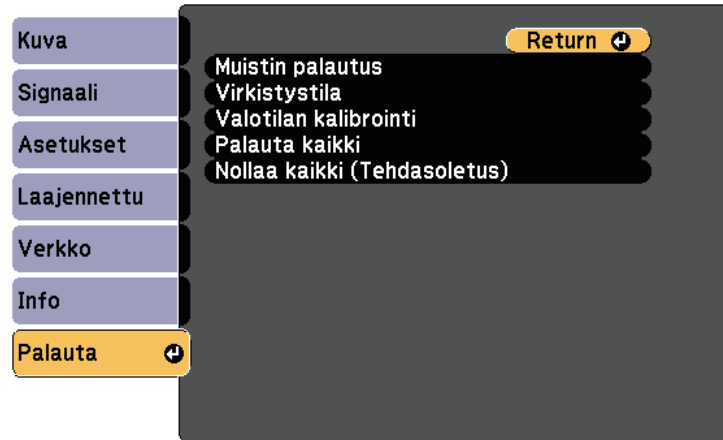 Kuva
Signaali
Asetukset
Laajennettu
Verkko
Info
Palauta
Return
Muistin palautus
Virkistystila
Valotilan kalibrointi
Palauta kaikki
Nollaa kaikki (Tehdasoletus)